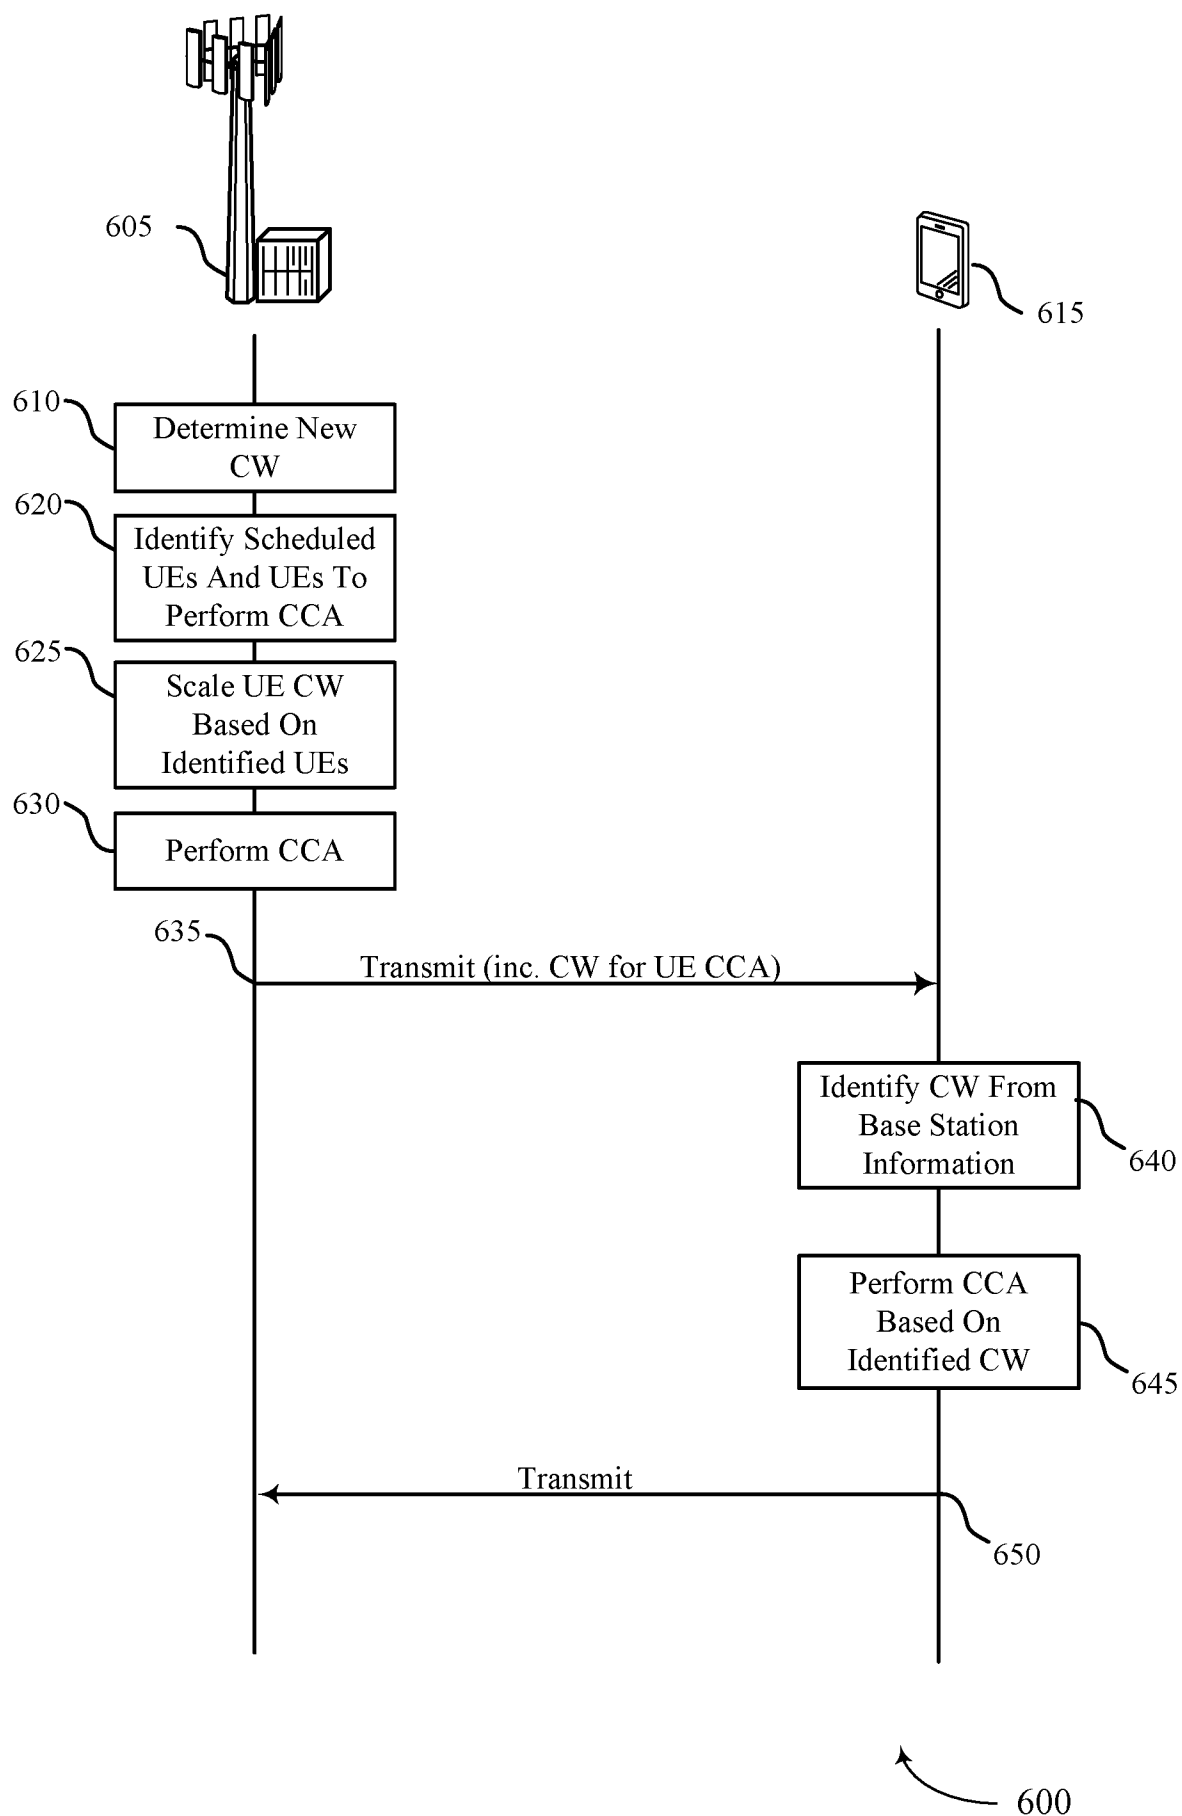 605
615
610
Determine New
CW
620
Identify Scheduled
UEs And UEs To
Perform CCA
625
Scale UE CW
Based On
Identified UEs
630
Perform CCA
635
Transmit (inc. CW for UE CCA)
Identify CW From
Base Station
Information
640
Perform CCA
Based On
Identified CW
645
Transmit
650
600